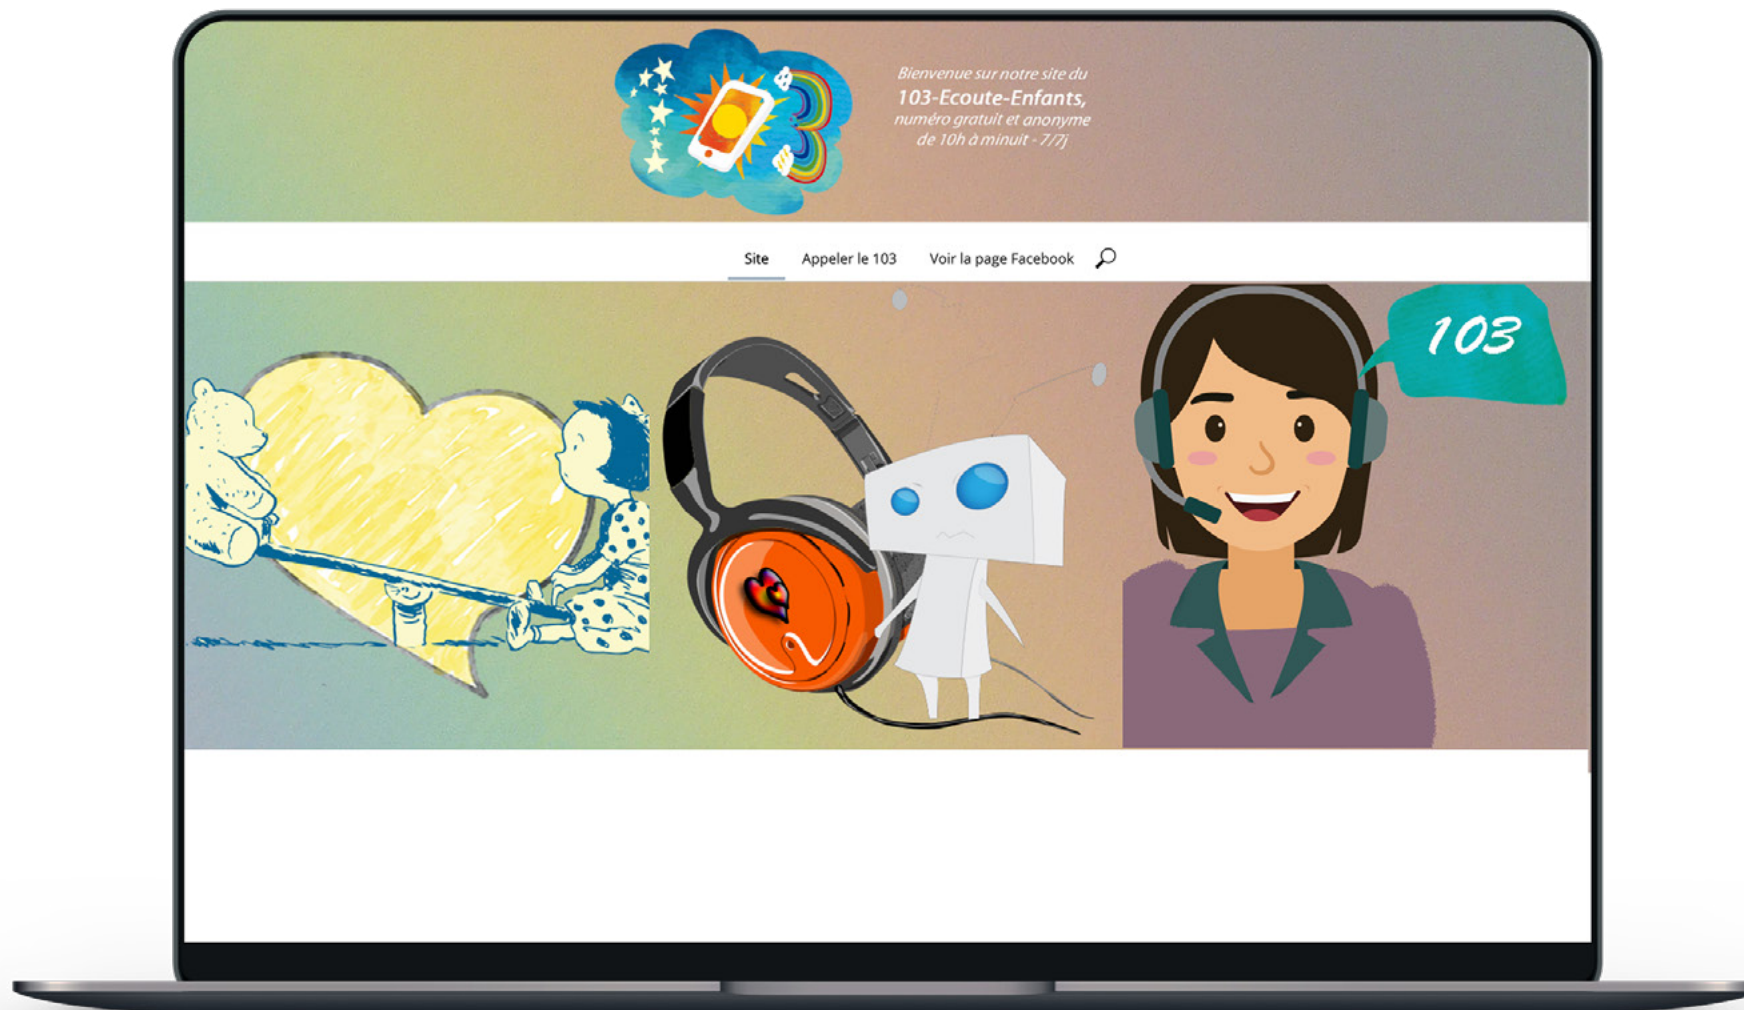 Bienvenue sur notre site du
103-Ecoute-Enfants,
numéro gratuit et anonyme
de 10h à minuit - 7/7j
Site Appeler le 103 Voir la page Facebook
103